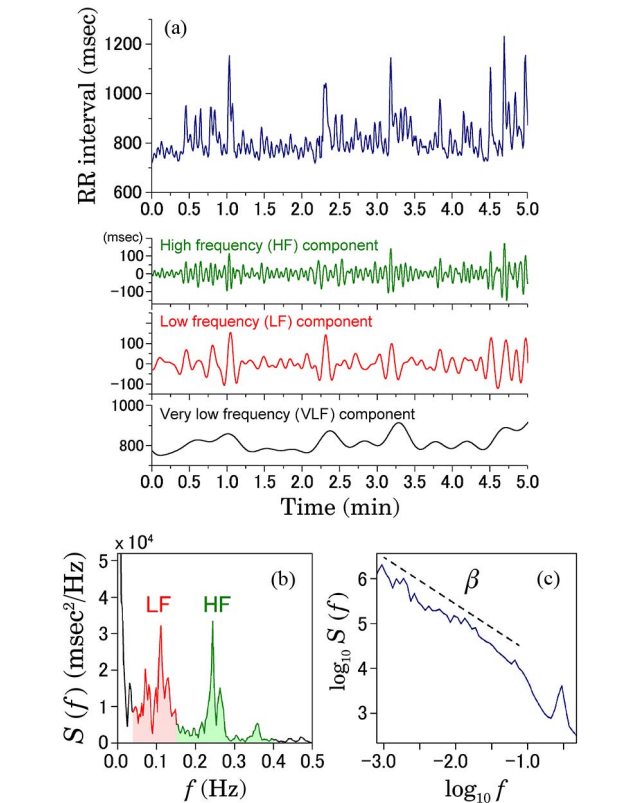 (a)
RR interval (msec)
1200
1000
800
600
0.0 0.5 1.0 1.5 2.0 2.5 3.0 3.5 4.0 4.5 5.0
(msec)
High frequency (HF) component
100
0
-100
Low frequency (LF) component
100
0
-100
1000
Very low frequency (VLF) component
800
0.0 0.5 1.0 1.5 2.0 2.5 3.0 3.5 4.0 4.5 5.0
Time (min)
x 10⁴
(b)
S (f) (msec²/Hz)
5
4
3
2
1
0
LF HF
0.0 0.1 0.2 0.3 0.4 0.5
f (Hz)
β (c)
log₁₀ S (f)
6
5
4
3
-3.0 -2.0 -1.0
log₁₀ f